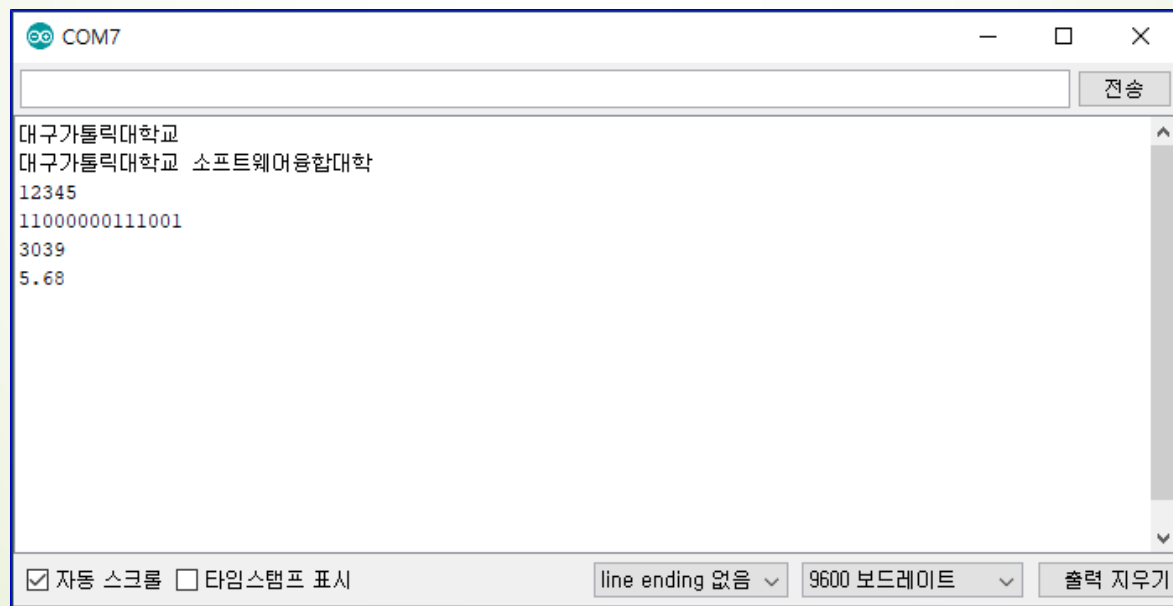 COM7
전송
대구가톨릭대학교
대구가톨릭대학교 소프트웨어융합대학
12345
11000000111001
3039
5.68
자동 스크롤 타임스탬프 표시 line ending 없음 9600 보드레이트 출력 지우기